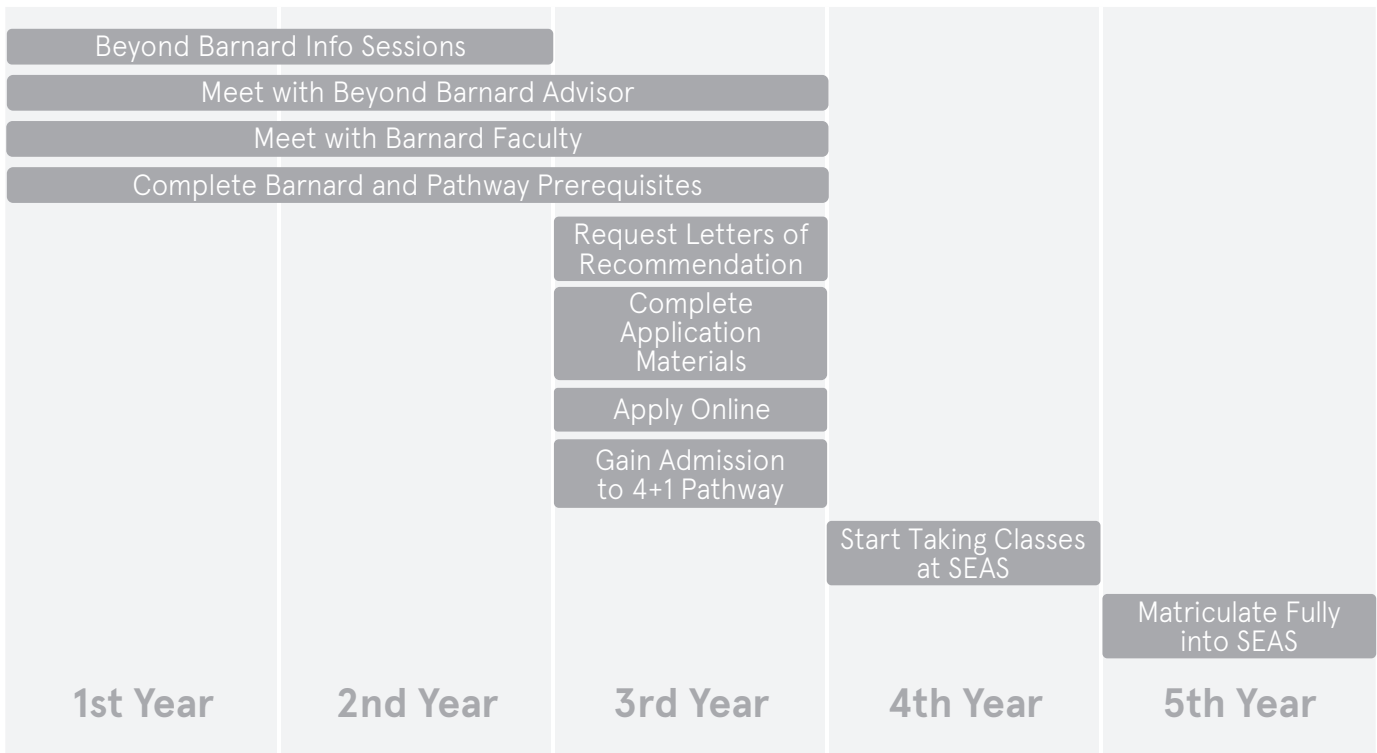 Beyond Barnard Info Sessions
Meet with Beyond Barnard Advisor
Meet with Barnard Faculty
Complete Barnard and Pathway Prerequisites
Request Letters of
Recommendation
Complete
Application
Materials
Apply Online
Gain Admission
to 4+1 Pathway
Start Taking Classes
at SEAS
Matriculate Fully
into SEAS
1st Year
2nd Year
3rd Year
4th Year
5th Year